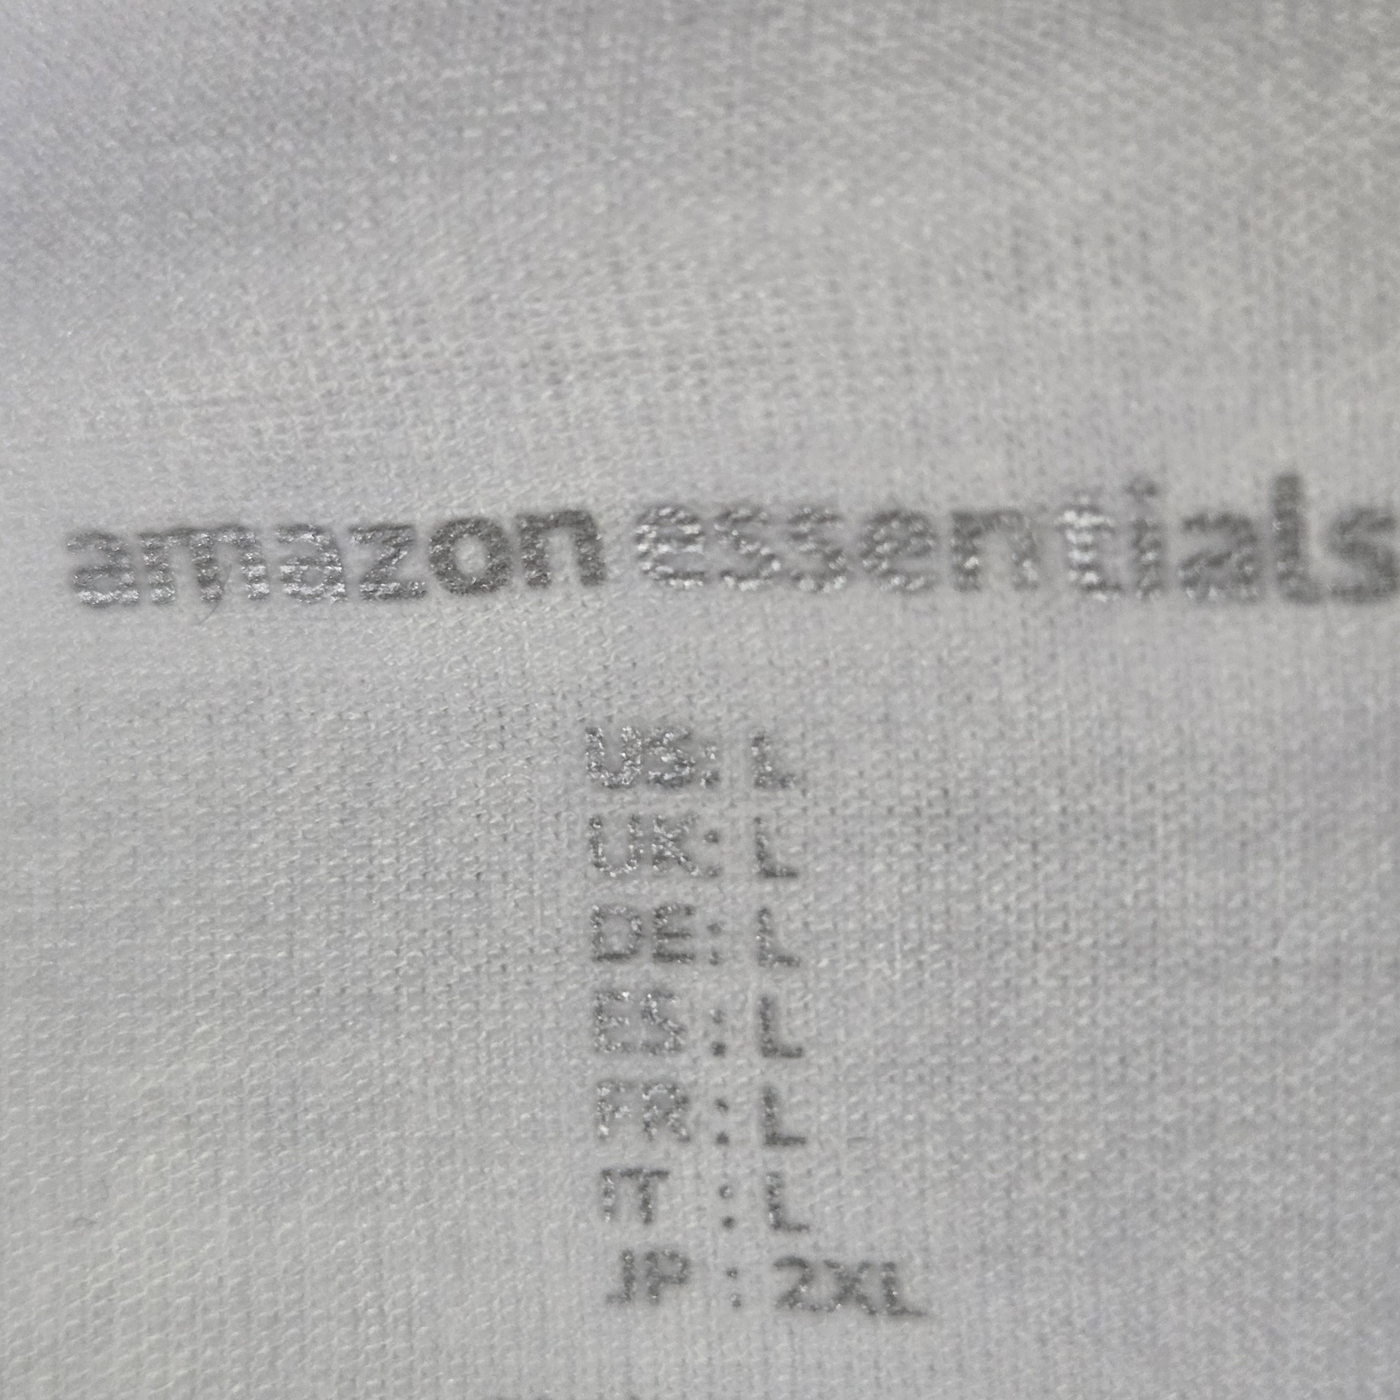 amazon essentials
US: L
UK: L
DE: L
ES : L
FR : L
IT : L
JP : 2XL